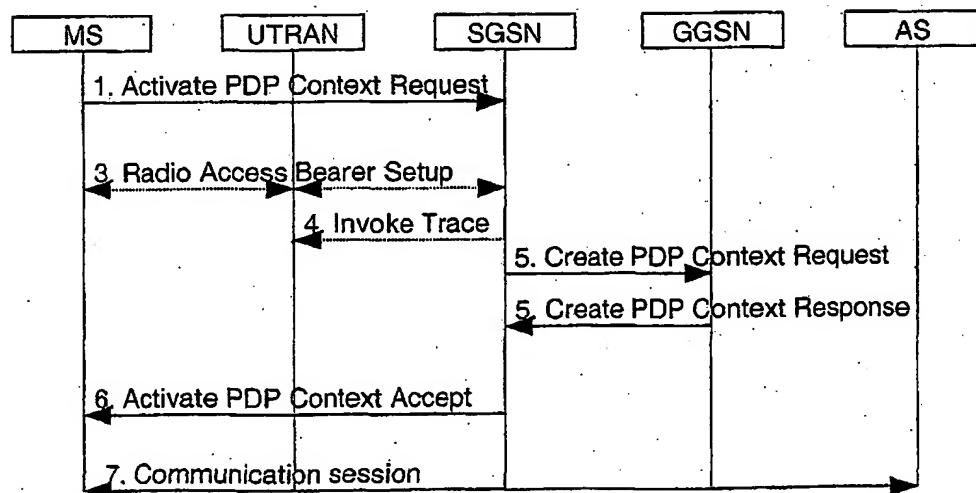 MS UTRAN SGSN GGSN AS
1. Activate PDP Context Request
3. Radio Access Bearer Setup
4. Invoke Trace
5. Create PDP Context Request
5. Create PDP Context Response
6. Activate PDP Context Accept
7. Communication session